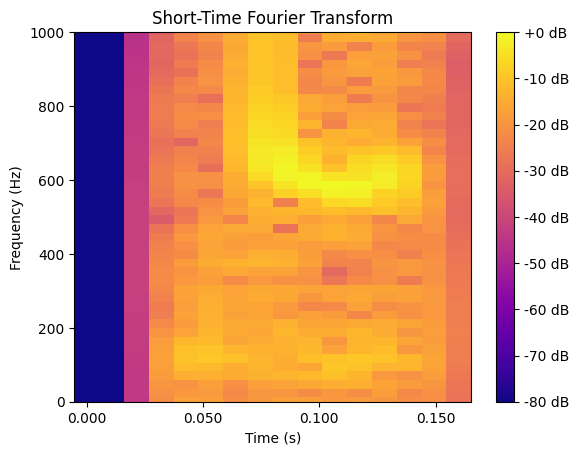 Short-Time Fourier Transform
Frequency (Hz)
1000
800
600
400
200
0
0.000
0.050
0.100
0.150
Time (s)
+0 dB
-10 dB
-20 dB
-30 dB
-40 dB
-50 dB
-60 dB
-70 dB
-80 dB